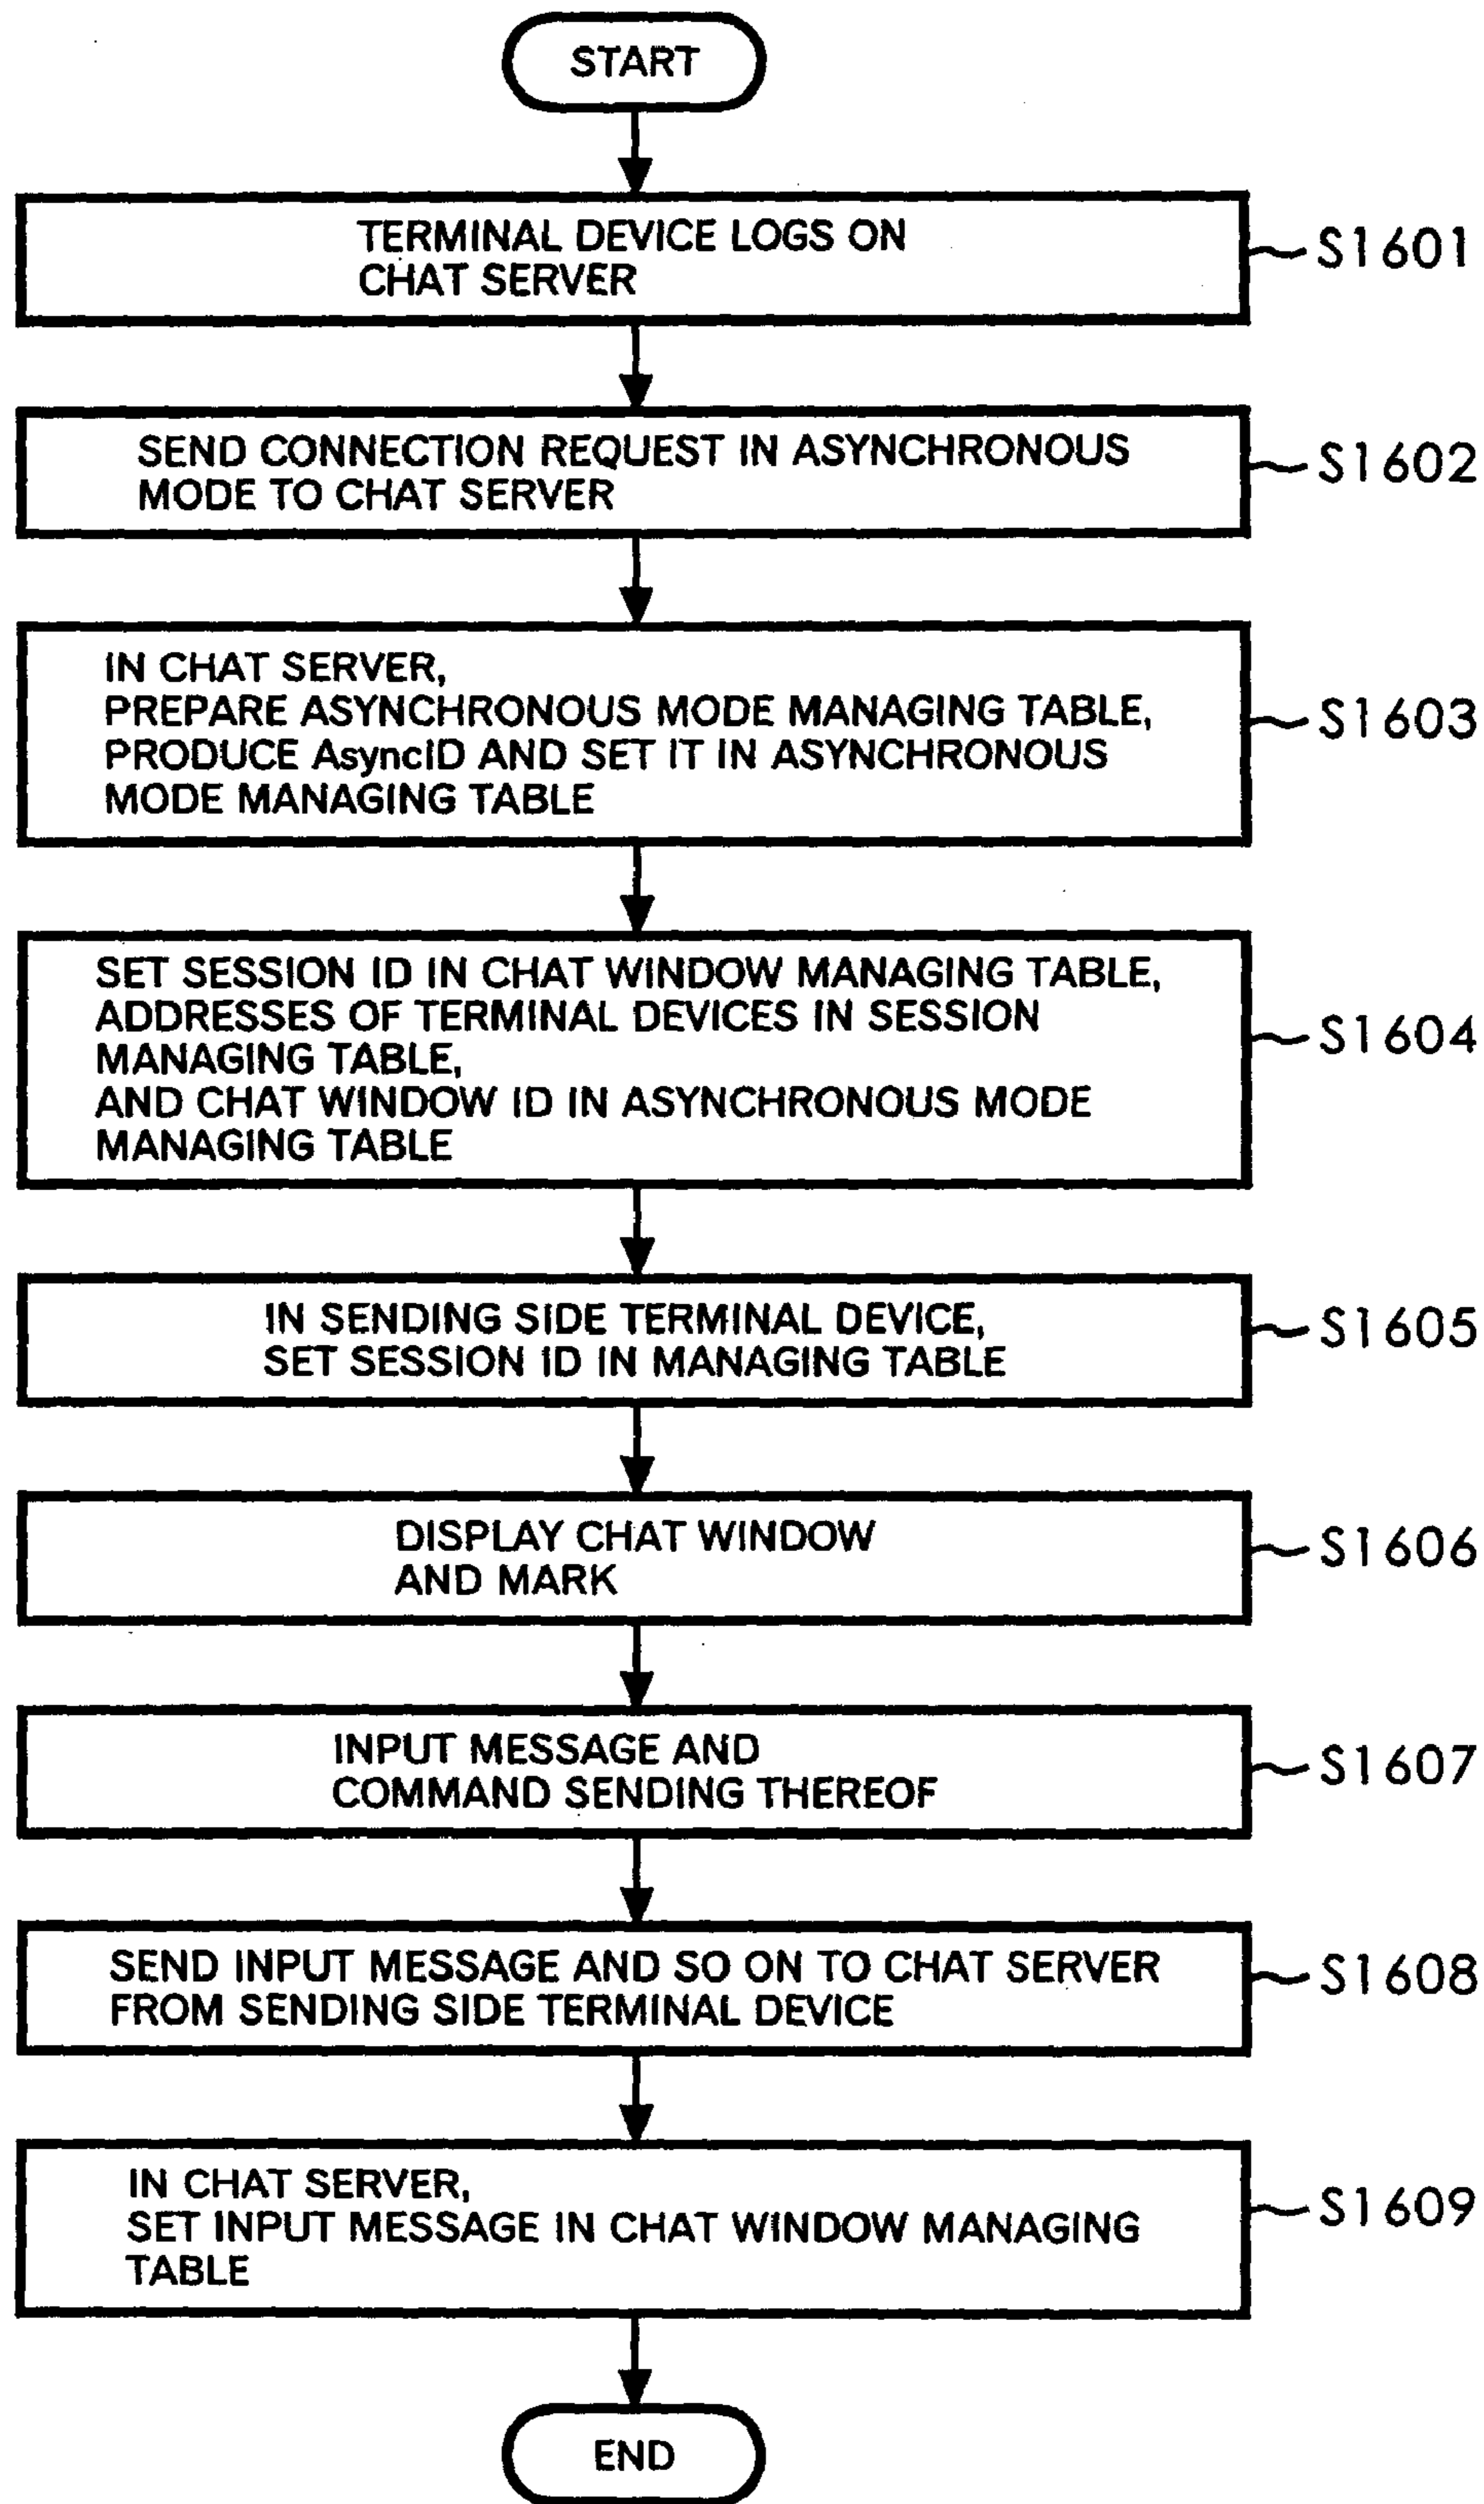 START
TERMINAL DEVICE LOGS ON
CHAT SERVER
S1601
SEND CONNECTION REQUEST IN ASYNCHRONOUS
MODE TO CHAT SERVER
S1602
IN CHAT SERVER,
PREPARE ASYNCHRONOUS MODE MANAGING TABLE,
PRODUCE AsyncID AND SET IT IN ASYNCHRONOUS
MODE MANAGING TABLE
S1603
SET SESSION ID IN CHAT WINDOW MANAGING TABLE,
ADDRESSES OF TERMINAL DEVICES IN SESSION
MANAGING TABLE,
AND CHAT WINDOW ID IN ASYNCHRONOUS MODE
MANAGING TABLE
S1604
IN SENDING SIDE TERMINAL DEVICE,
SET SESSION ID IN MANAGING TABLE
S1605
DISPLAY CHAT WINDOW
AND MARK
S1606
INPUT MESSAGE AND
COMMAND SENDING THEREOF
S1607
SEND INPUT MESSAGE AND SO ON TO CHAT SERVER
FROM SENDING SIDE TERMINAL DEVICE
S1608
IN CHAT SERVER,
SET INPUT MESSAGE IN CHAT WINDOW MANAGING
TABLE
S1609
END